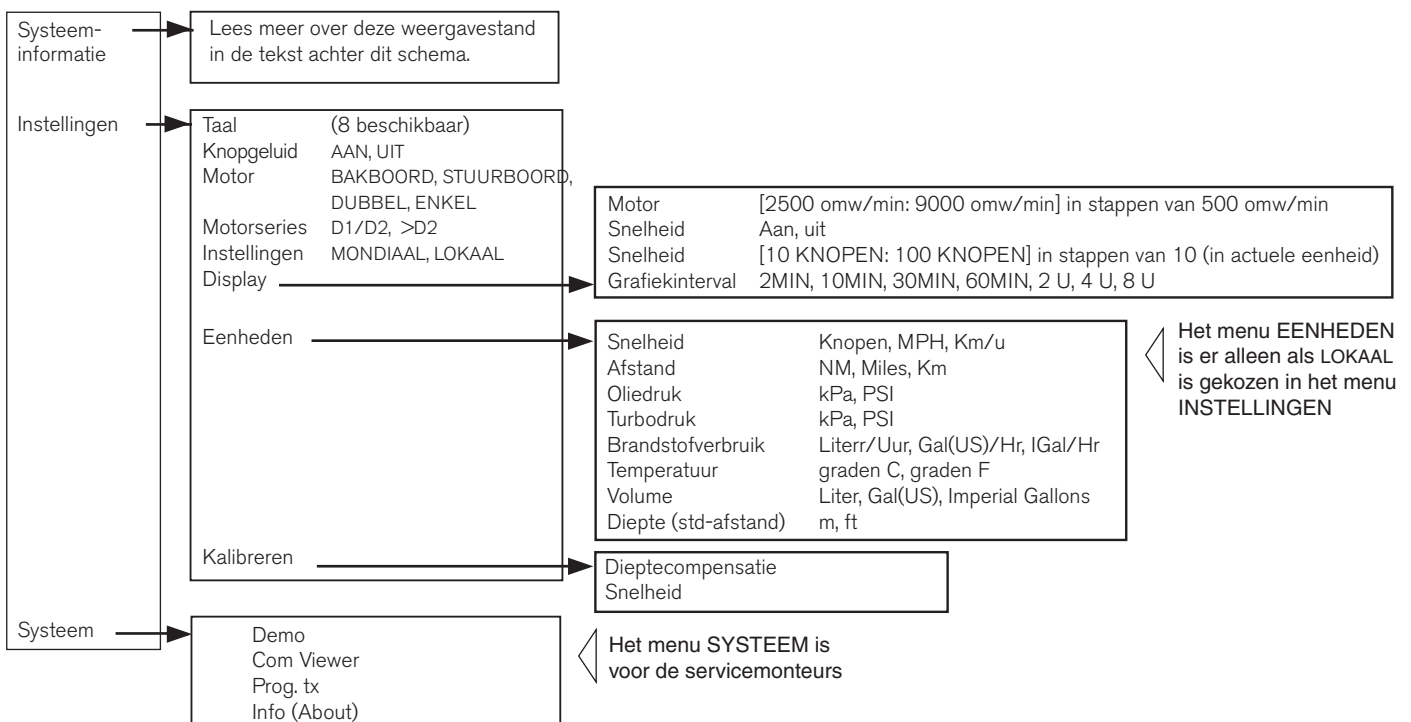 Systeem-
informatie
Lees meer over deze weergavestand
in de tekst achter dit schema.
Instellingen
Taal (8 beschikbaar)
Knopgeluid AAN, UIT
Motor BAKBOORD, STUURBOORD,
DUBBEL, ENKEL
Motorseries D1/D2, >D2
Instellingen MONDIAAL, LOKAAL
Display
Motor [2500 omw/min: 9000 omw/min] in stappen van 500 omw/min
Snelheid Aan, uit
Snelheid [10 KNOPEN: 100 KNOPEN] in stappen van 10 (in actuele eenheid)
Grafiekinterval 2MIN, 10MIN, 30MIN, 60MIN, 2 U, 4 U, 8 U
Eenheden
Snelheid Knopen, MPH, Km/u
Afstand NM, Miles, Km
Oliedruk kPa, PSI
Turbodruk kPa, PSI
Brandstofverbruik Literr/Uur, Gal(US)/Hr, IGal/Hr
Temperatuur graden C, graden F
Volume Liter, Gal(US), Imperial Gallons
Diepte (std-afstand) m, ft
Het menu EENHEDEN
is er alleen als LOKAAL
is gekozen in het menu
INSTELLINGEN
Kalibreren
Dieptecompensatie
Snelheid
Systeem
Demo
Com Viewer
Prog. tx
Info (About)
Het menu SYSTEEM is
voor de servicemonteurs